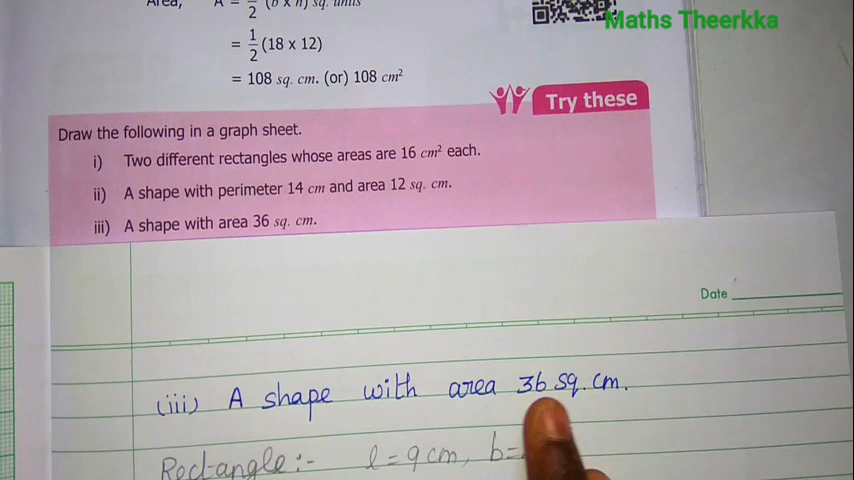 Area, A = 1/2 (b x h) sq. units
Maths Theerkka
= 1/2 (18 x 12)
= 108 sq. cm. (or) 108 cm²
Try these
Draw the following in a graph sheet.
i) Two different rectangles whose areas are 16 cm² each.
ii) A shape with perimeter 14 cm and area 12 sq. cm.
iii) A shape with area 36 sq. cm.
Date
(iii) A shape with area 36 sq. cm.
Rectangle:- l = 9 cm, b =